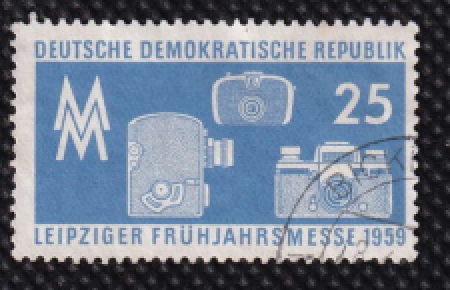 DEUTSCHE DEMOKRATISCHE REPUBLIK
MM
25
LEIPZIGER FRÜHJAHRSMESSE 1959